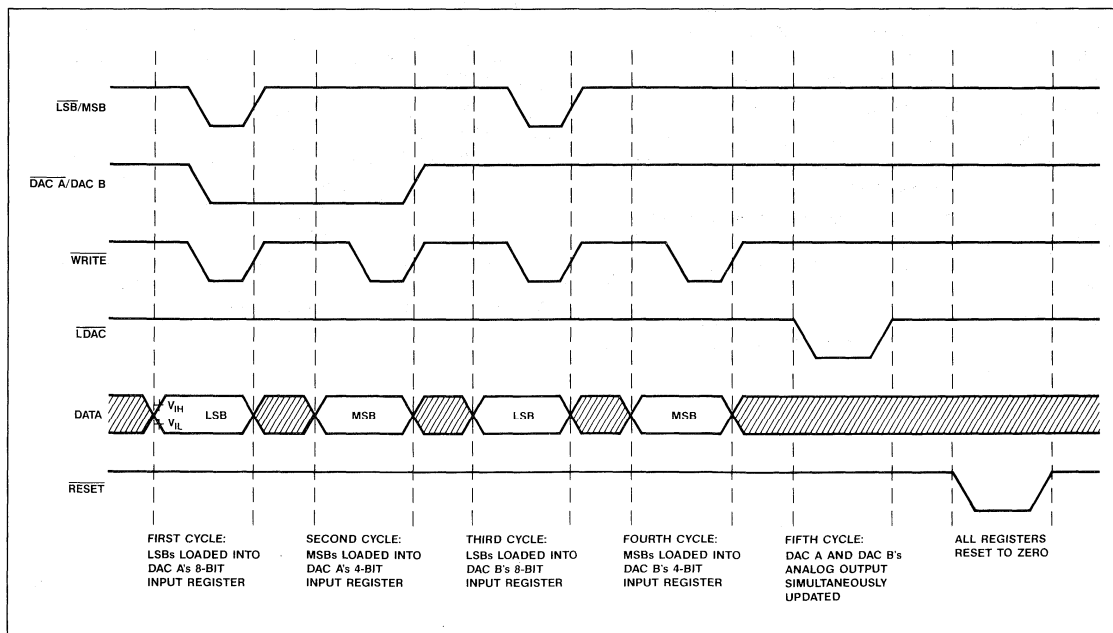 LSB/MSB
DAC A/DAC B
WRITE
LDAC
DATA
VIH
VIL
LSB
MSB
LSB
MSB
RESET
FIRST CYCLE:
LSBs LOADED INTO
DAC A's 8-BIT
INPUT REGISTER
SECOND CYCLE:
MSBs LOADED INTO
DAC A's 4-BIT
INPUT REGISTER
THIRD CYCLE:
LSBs LOADED INTO
DAC B's 8-BIT
INPUT REGISTER
FOURTH CYCLE:
MSBs LOADED INTO
DAC B's 4-BIT
INPUT REGISTER
FIFTH CYCLE:
DAC A AND DAC B's
ANALOG OUTPUT
SIMULTANEOUSLY
UPDATED
ALL REGISTERS
RESET TO ZERO